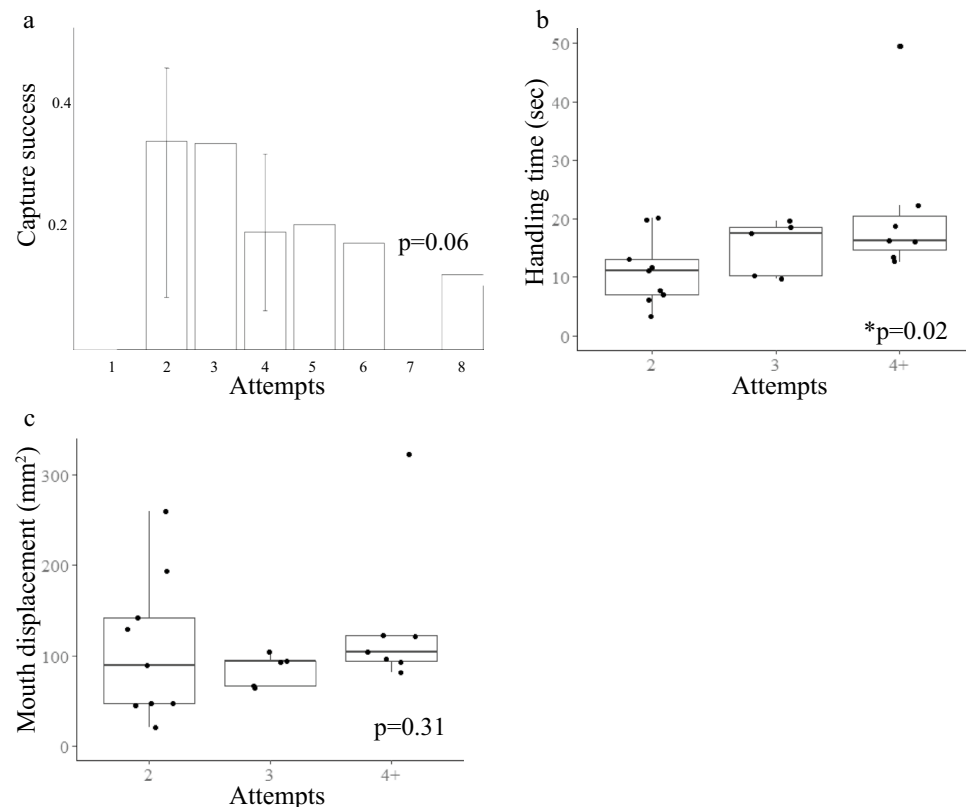 a
Capture success
0.4
0.2
p=0.06
1 2 3 4 5 6 7 8
Attempts
b
Handling time (sec)
50
40
30
20
10
0
*p=0.02
2 3 4+
Attempts
c
Mouth displacement (mm²)
300
200
100
0
p=0.31
2 3 4+
Attempts